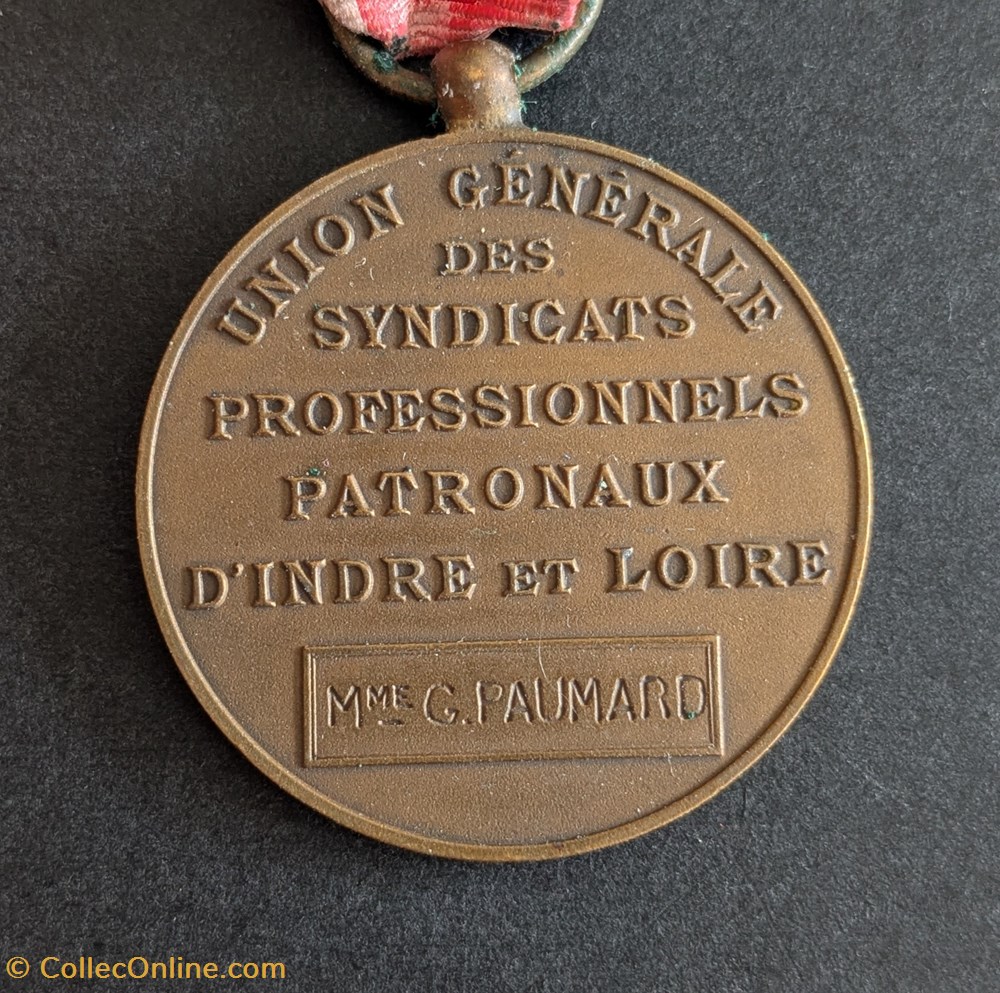 UNION GÉNÉRALE
DES
SYNDICATS
PROFESSIONNELS
PATRONAUX
D'INDRE ET LOIRE
MME G. PAUMARD
© CollecOnline.com